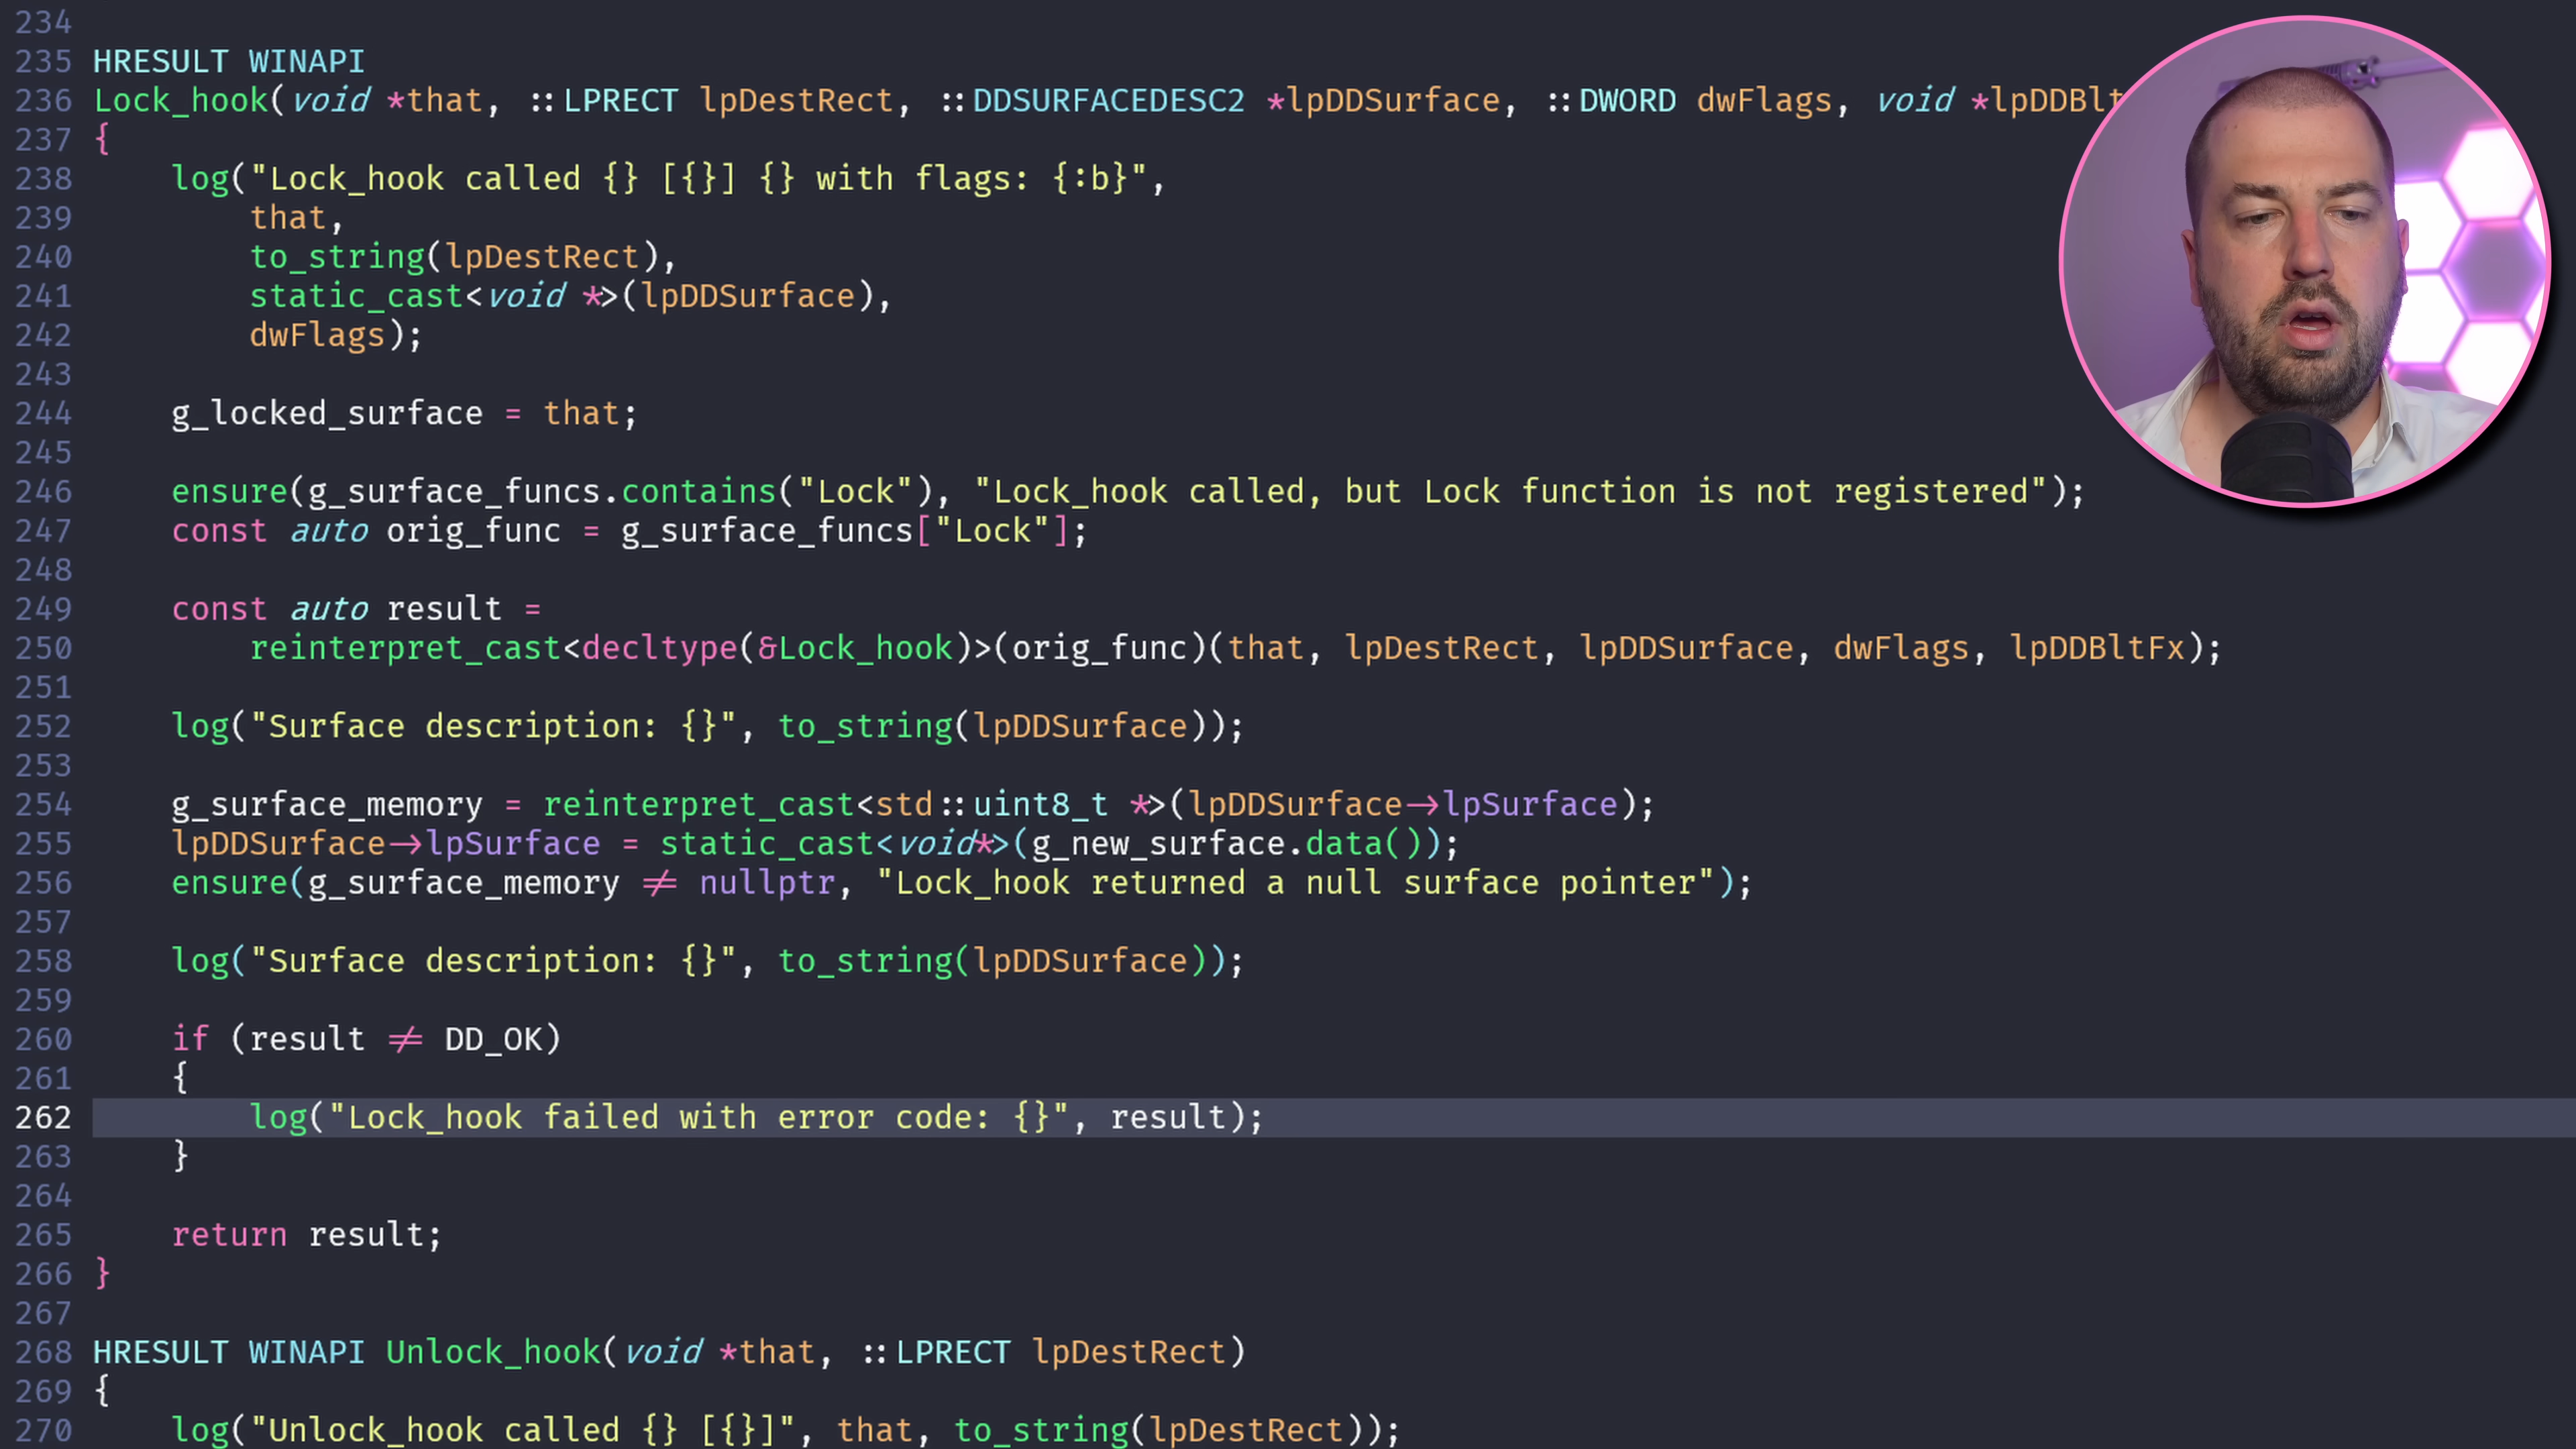 234
235 HRESULT WINAPI
236 Lock_hook(void *that, ::LPRECT lpDestRect, ::DDSURFACEDESC2 *lpDDSurface, ::DWORD dwFlags, void *lpDDBlt
237 {
238     log("Lock_hook called {} [{}] {} with flags: {:b}",
239         that,
240         to_string(lpDestRect),
241         static_cast<void *>(lpDDSurface),
242         dwFlags);
243
244     g_locked_surface = that;
245
246     ensure(g_surface_funcs.contains("Lock"), "Lock_hook called, but Lock function is not registered");
247     const auto orig_func = g_surface_funcs["Lock"];
248
249     const auto result =
250         reinterpret_cast<decltype(&Lock_hook)>(orig_func)(that, lpDestRect, lpDDSurface, dwFlags, lpDDBltFx);
251
252     log("Surface description: {}", to_string(lpDDSurface));
253
254     g_surface_memory = reinterpret_cast<std::uint8_t *>(lpDDSurface->lpSurface);
255     lpDDSurface->lpSurface = static_cast<void*>(g_new_surface.data());
256     ensure(g_surface_memory != nullptr, "Lock_hook returned a null surface pointer");
257
258     log("Surface description: {}", to_string(lpDDSurface));
259
260     if (result != DD_OK)
261     {
262         log("Lock_hook failed with error code: {}", result);
263     }
264
265     return result;
266 }
267
268 HRESULT WINAPI Unlock_hook(void *that, ::LPRECT lpDestRect)
269 {
270     log("Unlock_hook called {} [{}]", that, to_string(lpDestRect));